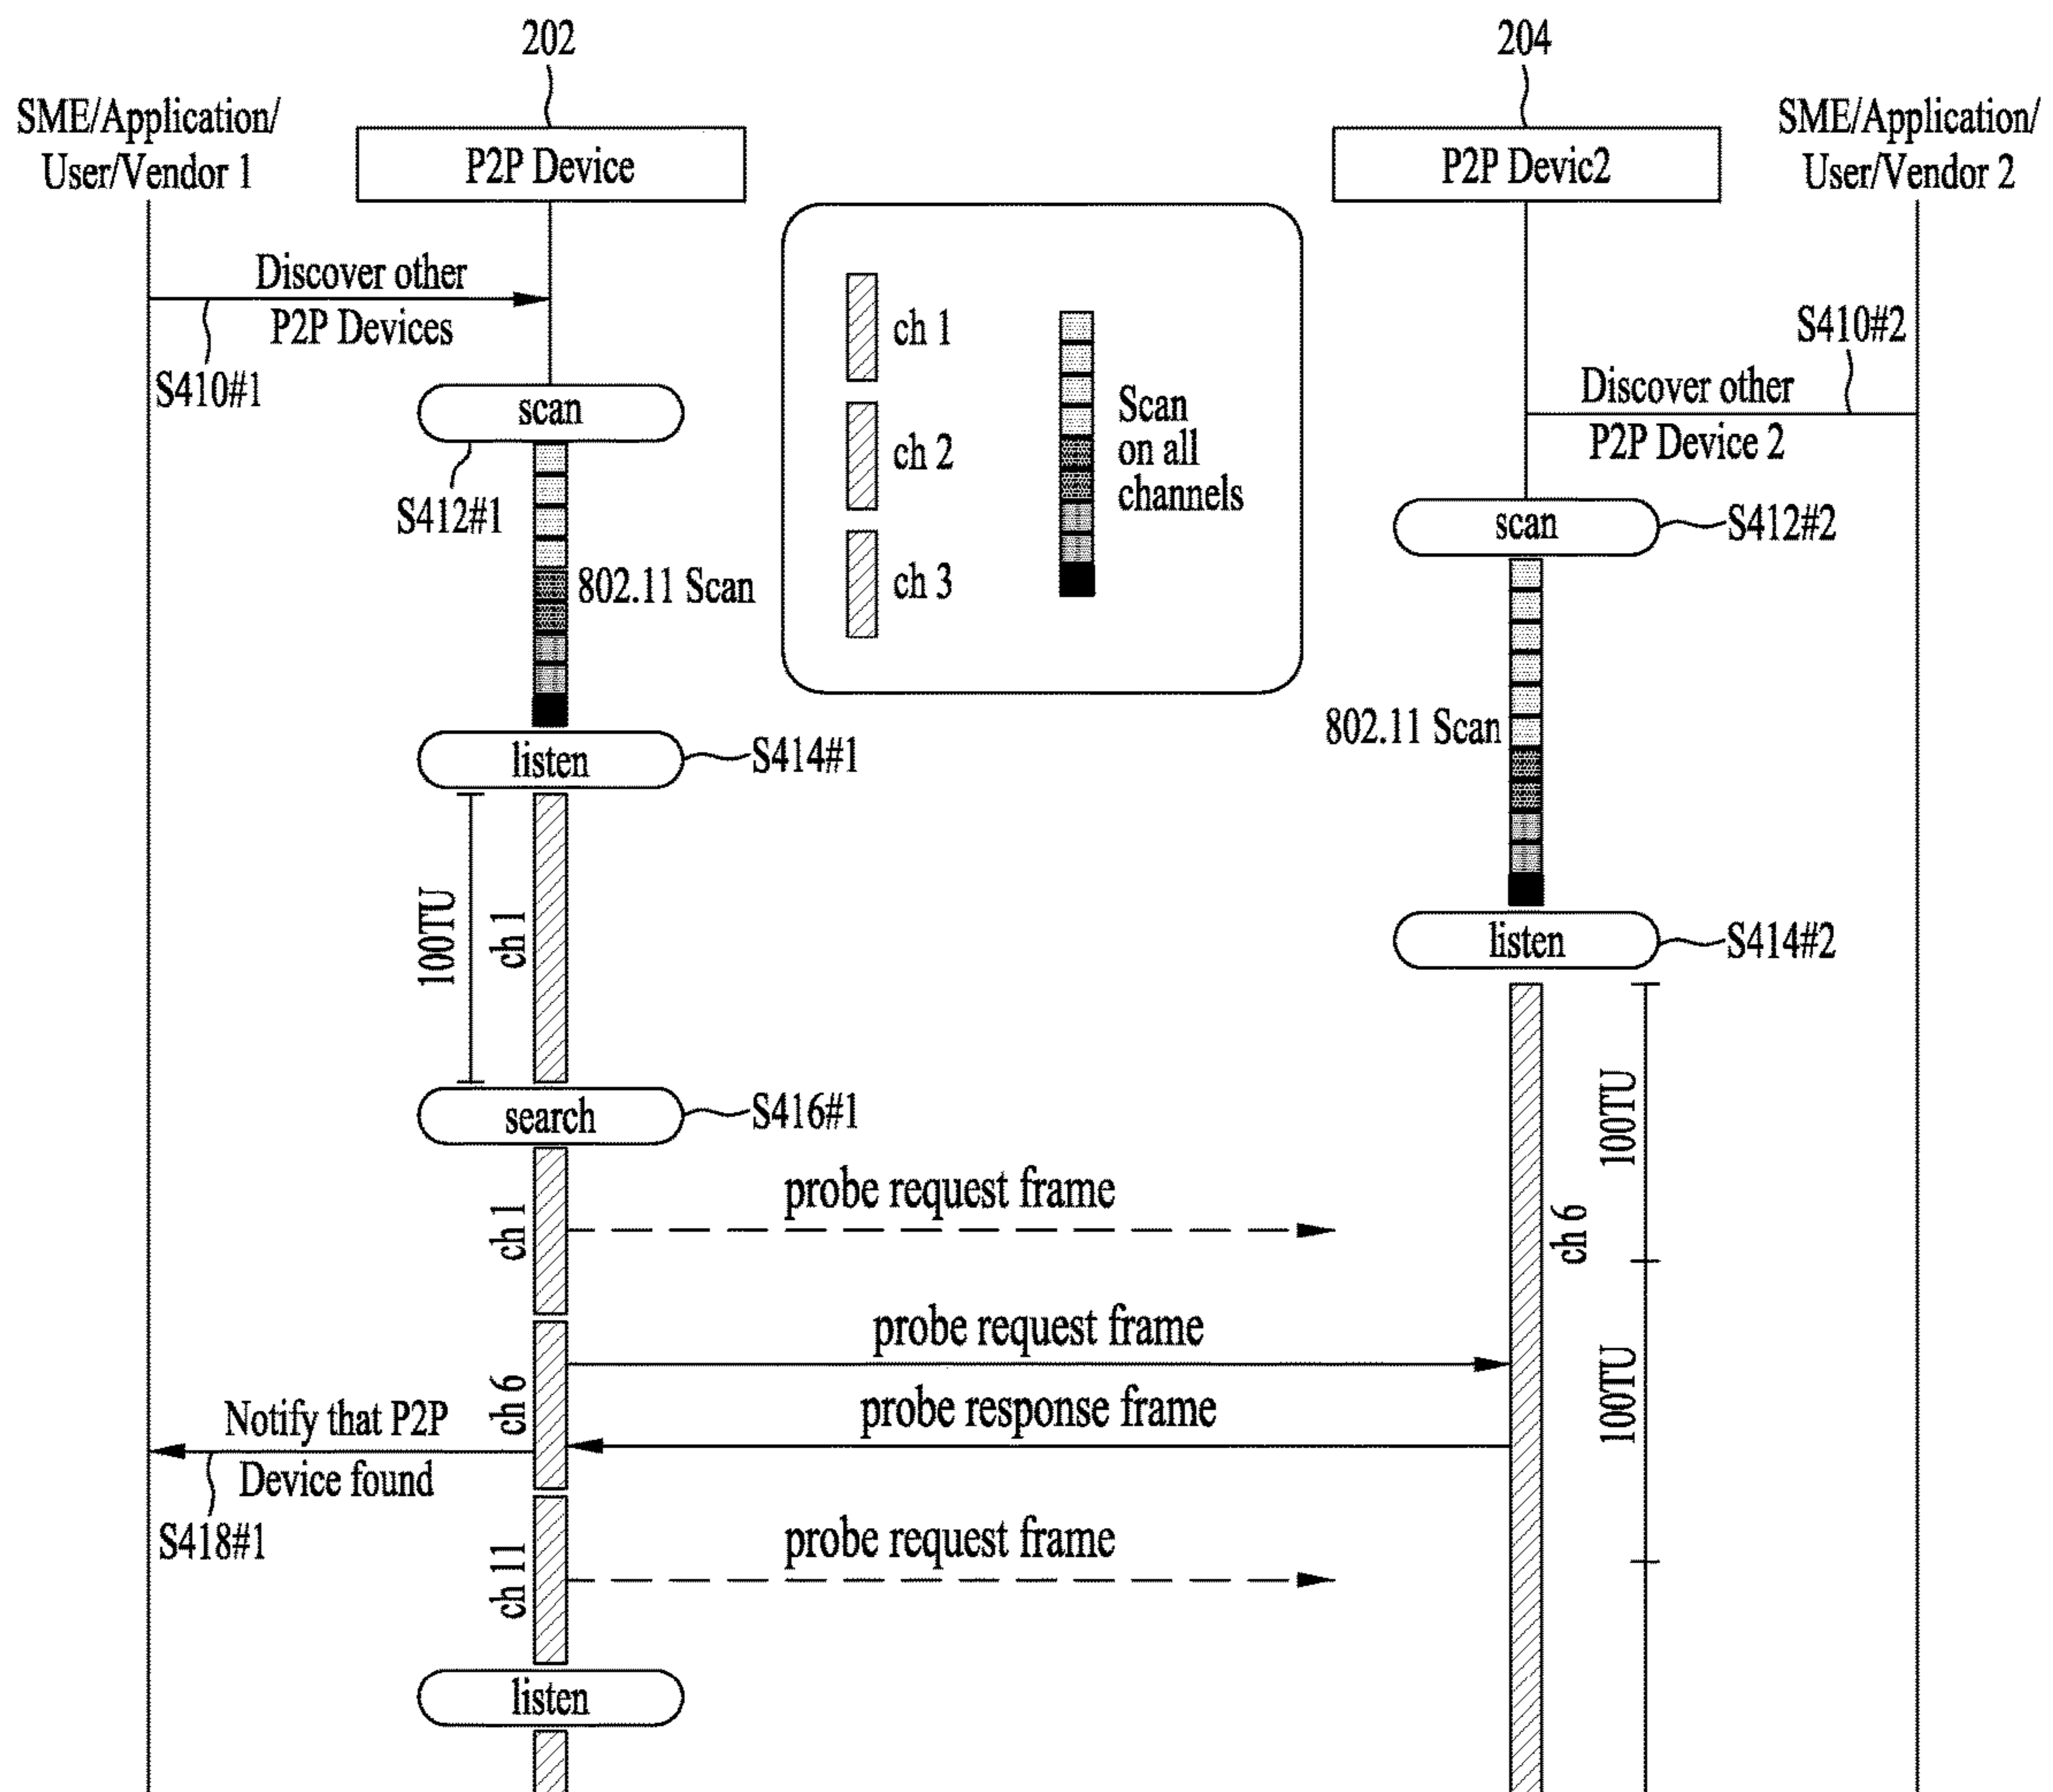 202
204
SME/Application/
User/Vendor 1
P2P Device
P2P Devic2
SME/Application/
User/Vendor 2
Discover other
P2P Devices
S410#1
ch 1
ch 2
ch 3
Scan
on all
channels
S410#2
Discover other
P2P Device 2
scan
S412#1
802.11 Scan
scan
S412#2
802.11 Scan
listen
S414#1
listen
S414#2
100TU
ch 1
search
S416#1
100TU
ch 6
100TU
ch 1
probe request frame
ch 6
probe request frame
probe response frame
Notify that P2P
Device found
S418#1
ch 11
probe request frame
listen